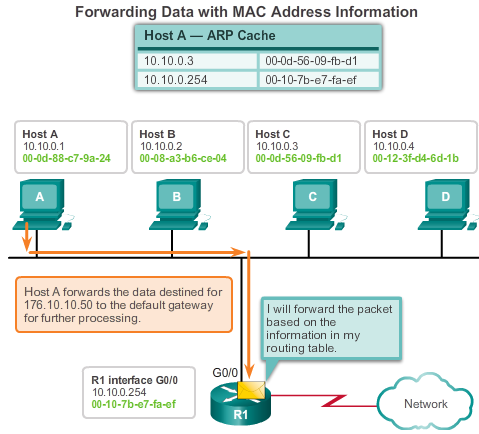 Forwarding Data with MAC Address Information
Host A — ARP Cache
10.10.0.3 00-0d-56-09-fb-d1
10.10.0.254 00-10-7b-e7-fa-ef
Host A
10.10.0.1
00-0d-88-c7-9a-24
Host B
10.10.0.2
00-08-a3-b6-ce-04
Host C
10.10.0.3
00-0d-56-09-fb-d1
Host D
10.10.0.4
00-12-3f-d4-6d-1b
A
B
C
D
Host A forwards the data destined for
176.10.10.50 to the default gateway
for further processing.
I will forward the packet
based on the
information in my
routing table.
R1 interface G0/0
10.10.0.254
00-10-7b-e7-fa-ef
G0/0
R1
Network